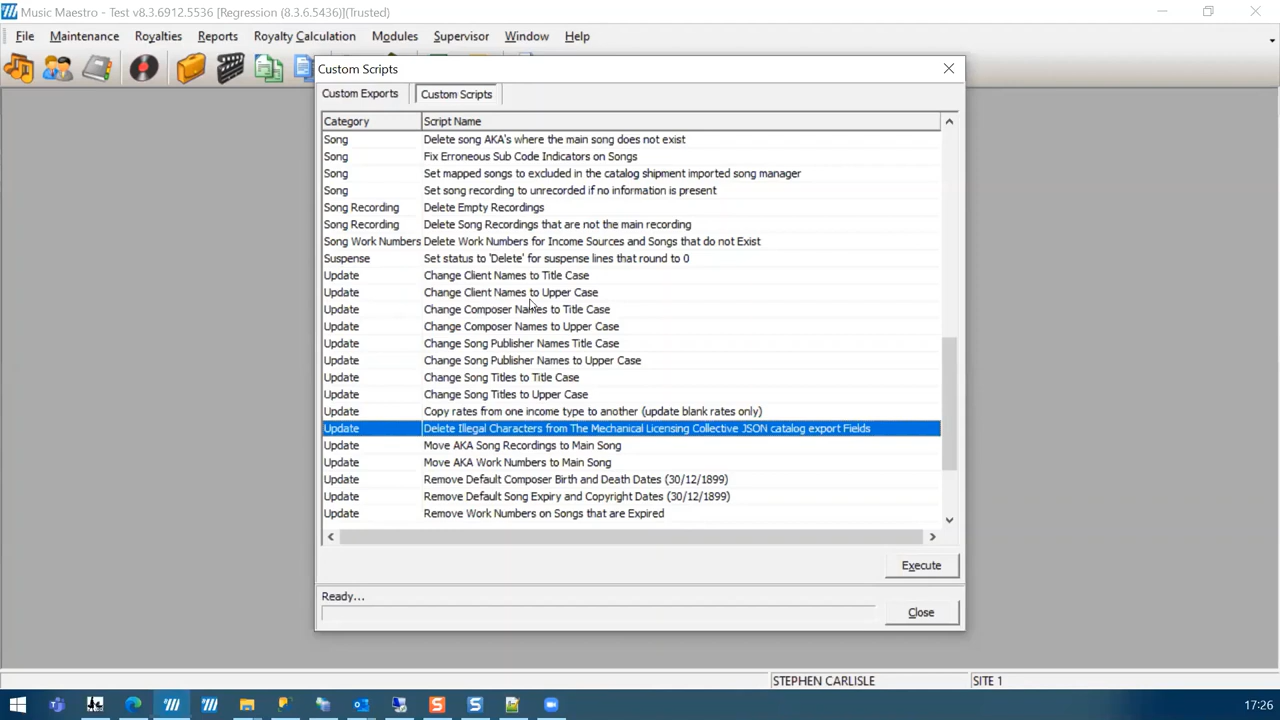 Music Maestro - Test v8.3.6912.5536 [Regression (8.3.6.5436)](Trusted)
File Maintenance Royalties Reports Royalty Calculation Modules Supervisor Window Help
Custom Scripts
Custom Exports Custom Scripts
Category Script Name
Song Delete song AKA's where the main song does not exist
Song Fix Erroneous Sub Code Indicators on Songs
Song Set mapped songs to excluded in the catalog shipment imported song manager
Song Set song recording to unrecorded if no information is present
Song Recording Delete Empty Recordings
Song Recording Delete Song Recordings that are not the main recording
Song Work Numbers Delete Work Numbers for Income Sources and Songs that do not Exist
Suspense Set status to 'Delete' for suspense lines that round to 0
Update Change Client Names to Title Case
Update Change Client Names to Upper Case
Update Change Composer Names to Title Case
Update Change Composer Names to Upper Case
Update Change Song Publisher Names Title Case
Update Change Song Publisher Names to Upper Case
Update Change Song Titles to Title Case
Update Change Song Titles to Upper Case
Update Copy rates from one income type to another (update blank rates only)
Update Delete Illegal Characters from The Mechanical Licensing Collective JSON catalog export Fields
Update Move AKA Song Recordings to Main Song
Update Move AKA Work Numbers to Main Song
Update Remove Default Composer Birth and Death Dates (30/12/1899)
Update Remove Default Song Expiry and Copyright Dates (30/12/1899)
Update Remove Work Numbers on Songs that are Expired
Execute
Ready...
Close
STEPHEN CARLISLE SITE 1
17:26